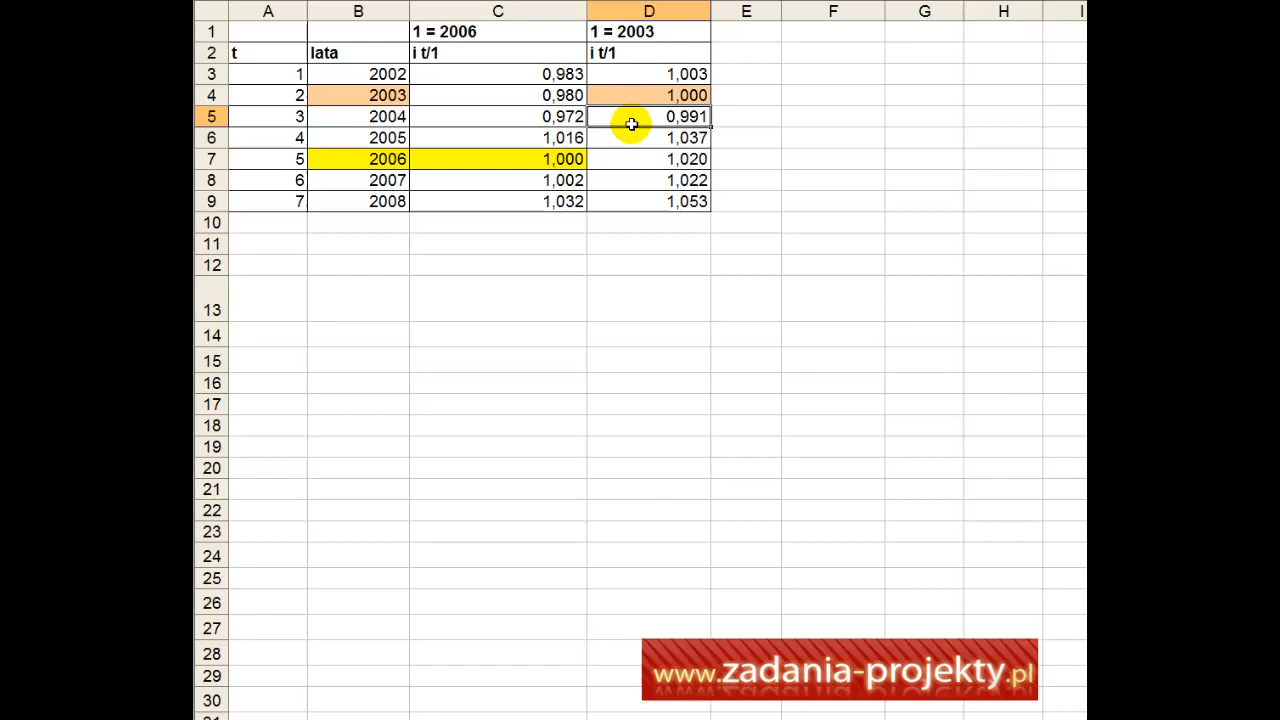 A B C D E F G H I
1 1 = 2006 1 = 2003
2 t lata i t/1 i t/1
3 1 2002 0,983 1,003
4 2 2003 0,980 1,000
5 3 2004 0,972 0,991
6 4 2005 1,016 1,037
7 5 2006 1,000 1,020
8 6 2007 1,002 1,022
9 7 2008 1,032 1,053
10
11
12
13
14
15
16
17
18
19
20
21
22
23
24
25
26
27
28
29
30
www.zadania-projekty.pl